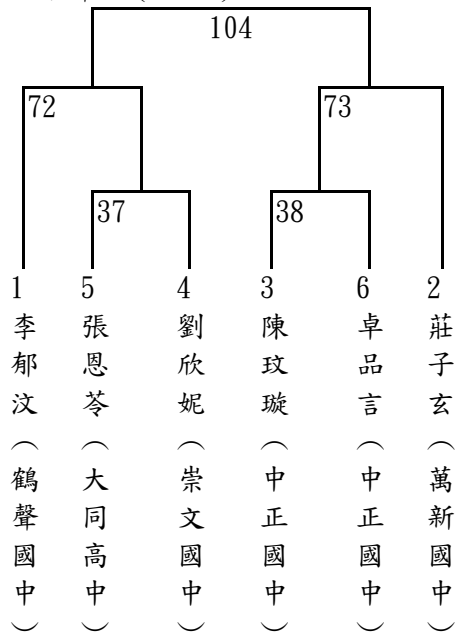 104
72
73
37
38
1
5
4
3
6
2
李郁汶（鶴聲國中）
張恩苓（大同高中）
劉欣妮（崇文國中）
陳玟璇（中正國中）
卓品言（中正國中）
莊子玄（萬新國中）